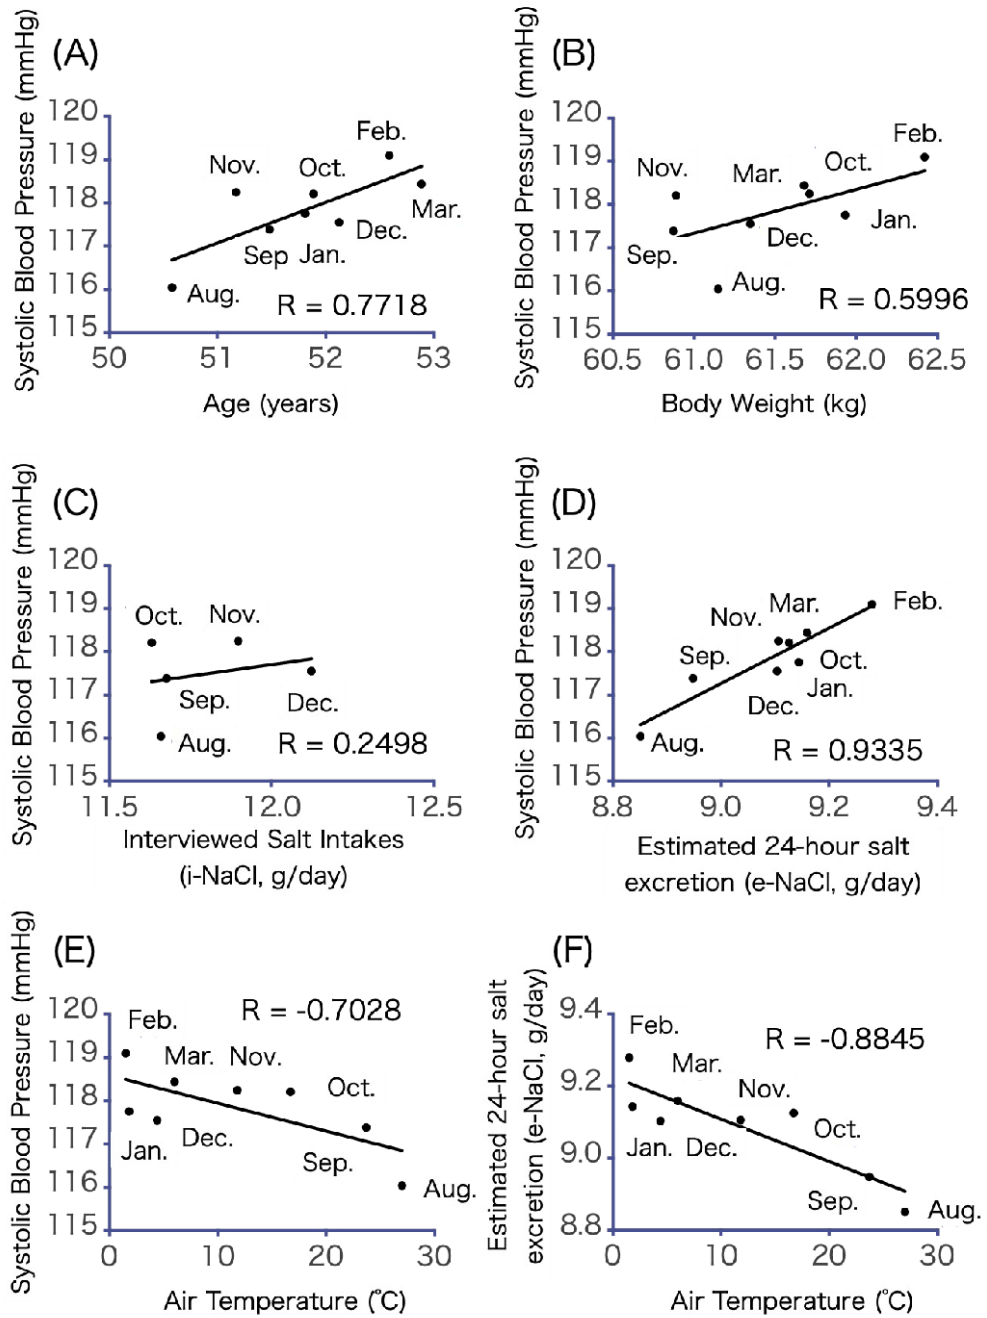 (A)
Systolic Blood Pressure (mmHg)
120
119
118
117
116
115
Feb.
Nov.
Oct.
Mar.
Dec.
Sep
Jan.
Aug.
R = 0.7718
50
51
52
53
Age (years)
(B)
Systolic Blood Pressure (mmHg)
120
119
118
117
116
115
Feb.
Oct.
Nov.
Mar.
Jan.
Dec.
Sep.
Aug.
R = 0.5996
60.5
61.0
61.5
62.0
62.5
Body Weight (kg)
(C)
Systolic Blood Pressure (mmHg)
120
119
118
117
116
115
Oct.
Nov.
Sep.
Dec.
Aug.
R = 0.2498
11.5
12.0
12.5
Interviewed Salt Intakes
(i-NaCl, g/day)
(D)
Systolic Blood Pressure (mmHg)
120
119
118
117
116
115
Nov.
Mar.
Feb.
Sep.
Oct.
Jan.
Dec.
Aug.
R = 0.9335
8.8
9.0
9.2
9.4
Estimated 24-hour salt
excretion (e-NaCl, g/day)
(E)
Systolic Blood Pressure (mmHg)
120
119
118
117
116
115
R = -0.7028
Feb.
Mar.
Nov.
Oct.
Jan.
Dec.
Sep.
Aug.
0
10
20
30
Air Temperature (°C)
(F)
Estimated 24-hour salt
excretion (e-NaCl, g/day)
9.4
9.2
9.0
8.8
Feb.
R = -0.8845
Mar.
Nov.
Oct.
Jan.
Dec.
Sep.
Aug.
0
10
20
30
Air Temperature (°C)